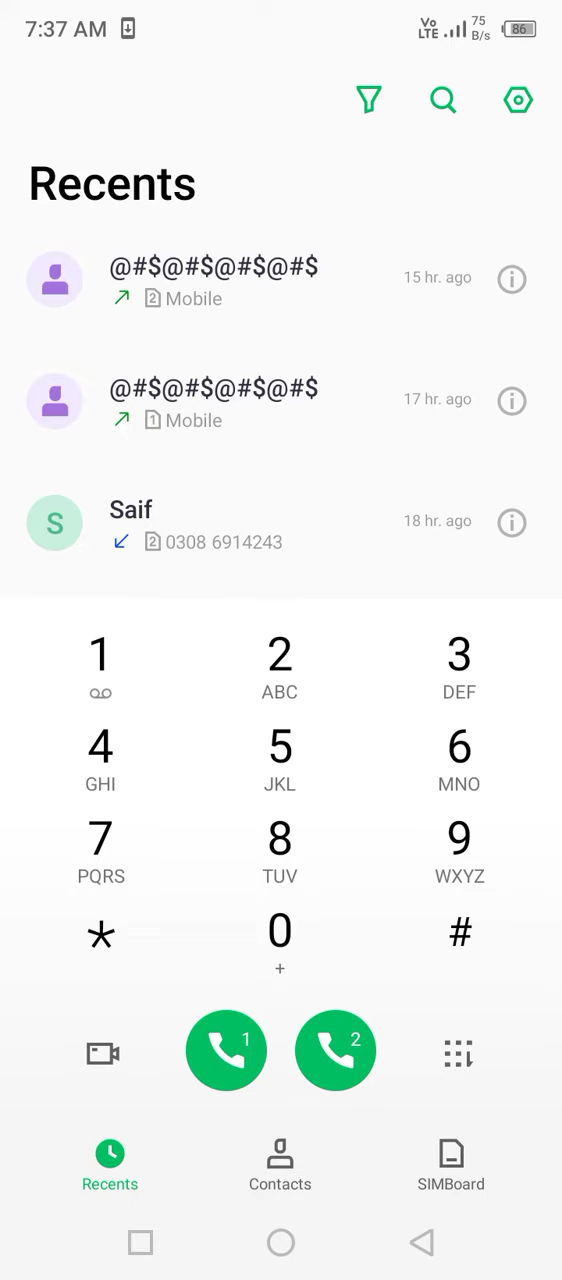 7:37 AM
Vo LTE 75 B/s 86
Recents
@#$@#$@#$@#$
2 Mobile
15 hr. ago
@#$@#$@#$@#$
1 Mobile
17 hr. ago
S
Saif
2 0308 6914243
18 hr. ago
1 2 3
ABC DEF
4 5 6
GHI JKL MNO
7 8 9
PQRS TUV WXYZ
* 0 #
+
1 2
Recents Contacts SIMBoard